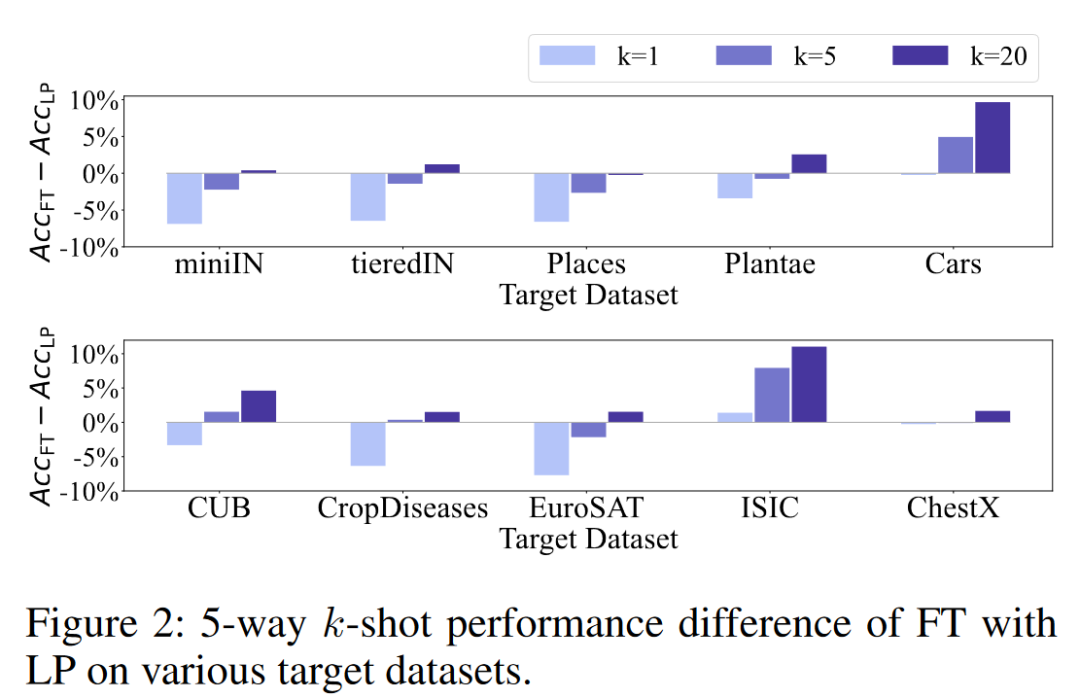 k=1 k=5 k=20
Acc_FT − Acc_LP
10%
5%
0%
-5%
-10%
miniIN tieredIN Places Plantae Cars
Target Dataset
Acc_FT − Acc_LP
10%
5%
0%
-5%
-10%
CUB CropDiseases EuroSAT ISIC ChestX
Target Dataset
Figure 2: 5-way k-shot performance difference of FT with
LP on various target datasets.